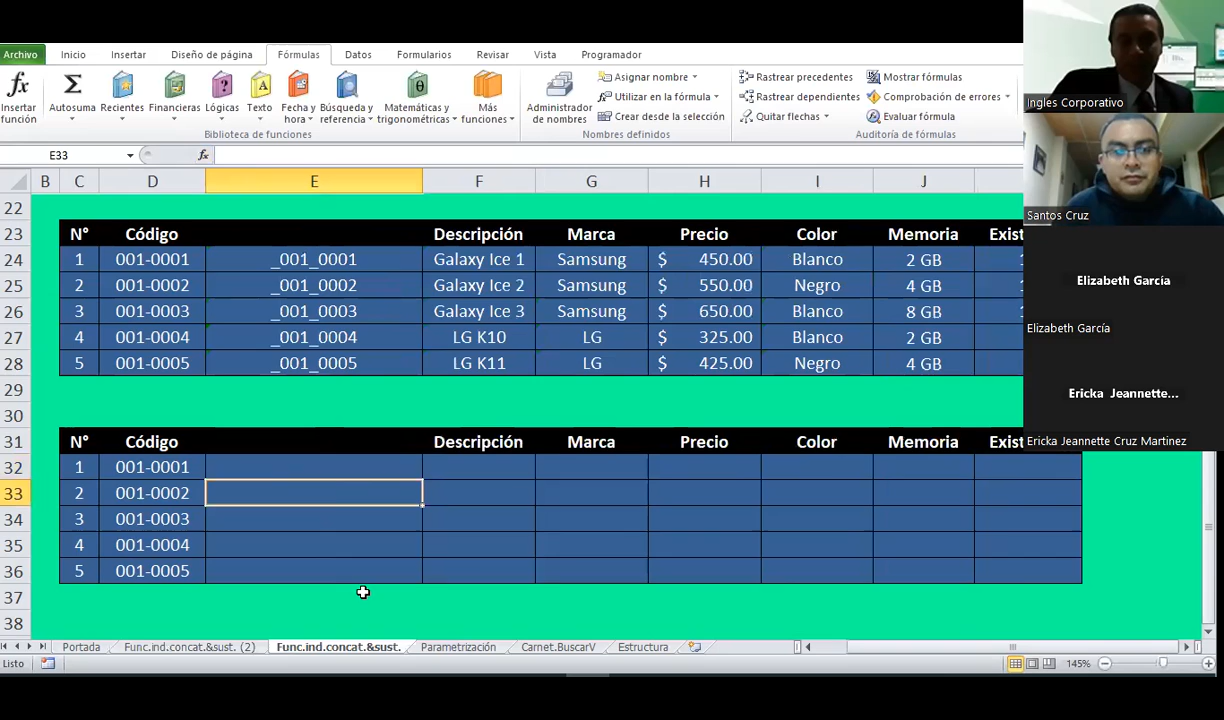 Archivo Inicio Insertar Diseño de página Fórmulas Datos Formularios Revisar Vista Programador
Insertar función Autosuma Recientes Financieras Lógicas Texto Fecha y hora Búsqueda y referencia Matemáticas y trigonométricas Más funciones
Biblioteca de funciones
Administrador de nombres
Asignar nombre
Utilizar en la fórmula
Crear desde la selección
Nombres definidos
Rastrear precedentes
Rastrear dependientes
Quitar flechas
Mostrar fórmulas
Comprobación de errores
Evaluar fórmula
Auditoría de fórmulas
E33 fx
B C D E F G H I J
22
23 N° Código Descripción Marca Precio Color Memoria Exist
24 1 001-0001 _001_0001 Galaxy Ice 1 Samsung $ 450.00 Blanco 2 GB 1
25 2 001-0002 _001_0002 Galaxy Ice 2 Samsung $ 550.00 Negro 4 GB
26 3 001-0003 _001_0003 Galaxy Ice 3 Samsung $ 650.00 Blanco 8 GB 1
27 4 001-0004 _001_0004 LG K10 LG $ 325.00 Blanco 2 GB
28 5 001-0005 _001_0005 LG K11 LG $ 425.00 Negro 4 GB
29
30
31 N° Código Descripción Marca Precio Color Memoria Exist
32 1 001-0001
33 2 001-0002
34 3 001-0003
35 4 001-0004
36 5 001-0005
37
38
Portada Func.ind.concat.&sust. (2) Func.ind.concat.&sust. Parametrización Carnet.BuscarV Estructura
Listo 145%
Ingles Corporativo
Santos Cruz
Elizabeth García
Elizabeth García
Ericka Jeannette...
Ericka Jeannette Cruz Martinez